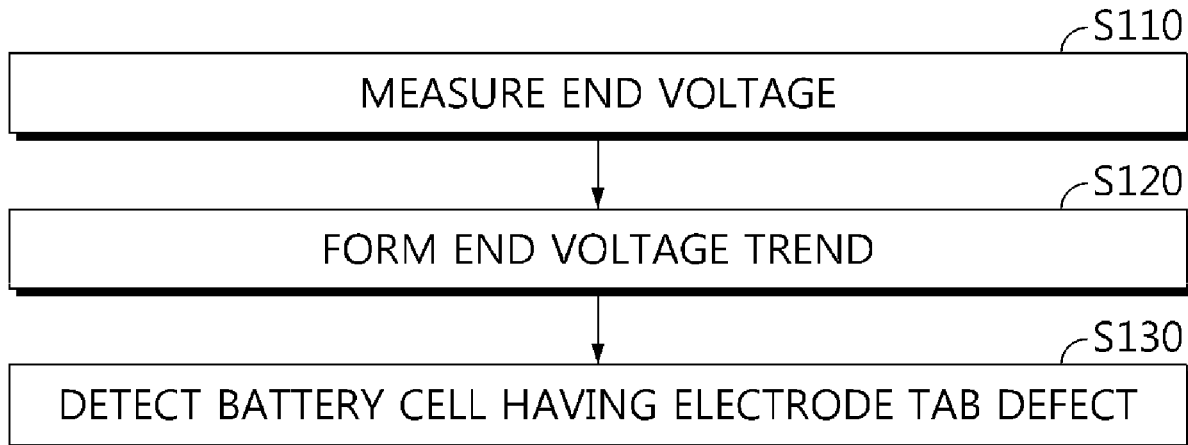 S110
MEASURE END VOLTAGE
S120
FORM END VOLTAGE TREND
S130
DETECT BATTERY CELL HAVING ELECTRODE TAB DEFECT